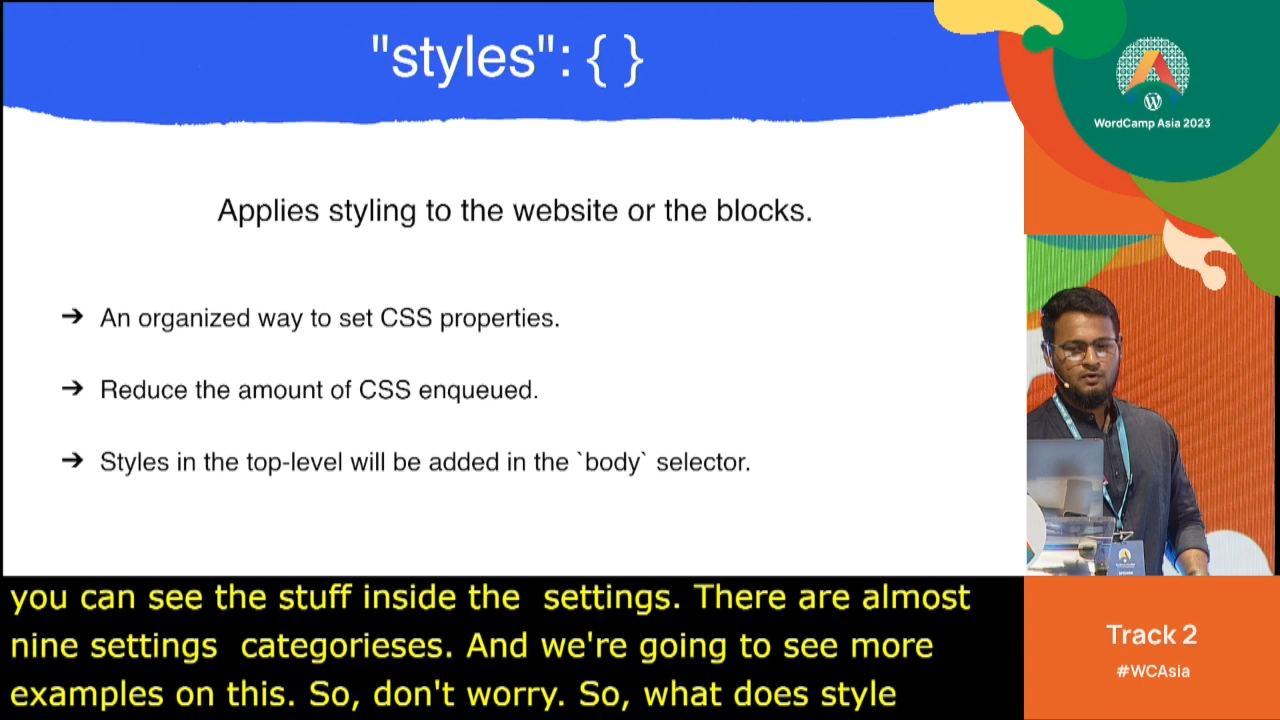 "styles": { }
Applies styling to the website or the blocks.
➔ An organized way to set CSS properties.
➔ Reduce the amount of CSS enqueued.
➔ Styles in the top-level will be added in the `body` selector.
WordCamp Asia 2023
you can see the stuff inside the settings. There are almost
nine settings categorieses. And we're going to see more
examples on this. So, don't worry. So, what does style
Track 2
#WCAsia